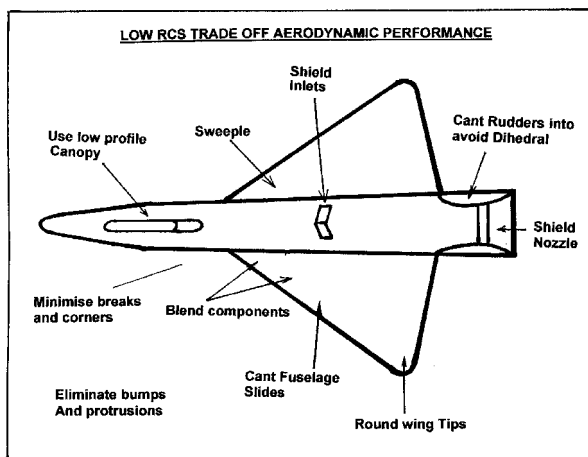 LOW RCS TRADE OFF AERODYNAMIC PERFORMANCE
Shield
inlets
Cant Rudders into
avoid Dihedral
Use low profile
Canopy
Sweeple
Shield
Nozzle
Minimise breaks
and corners
Blend components
Cant Fuselage
Slides
Eliminate bumps
And protrusions
Round wing Tips